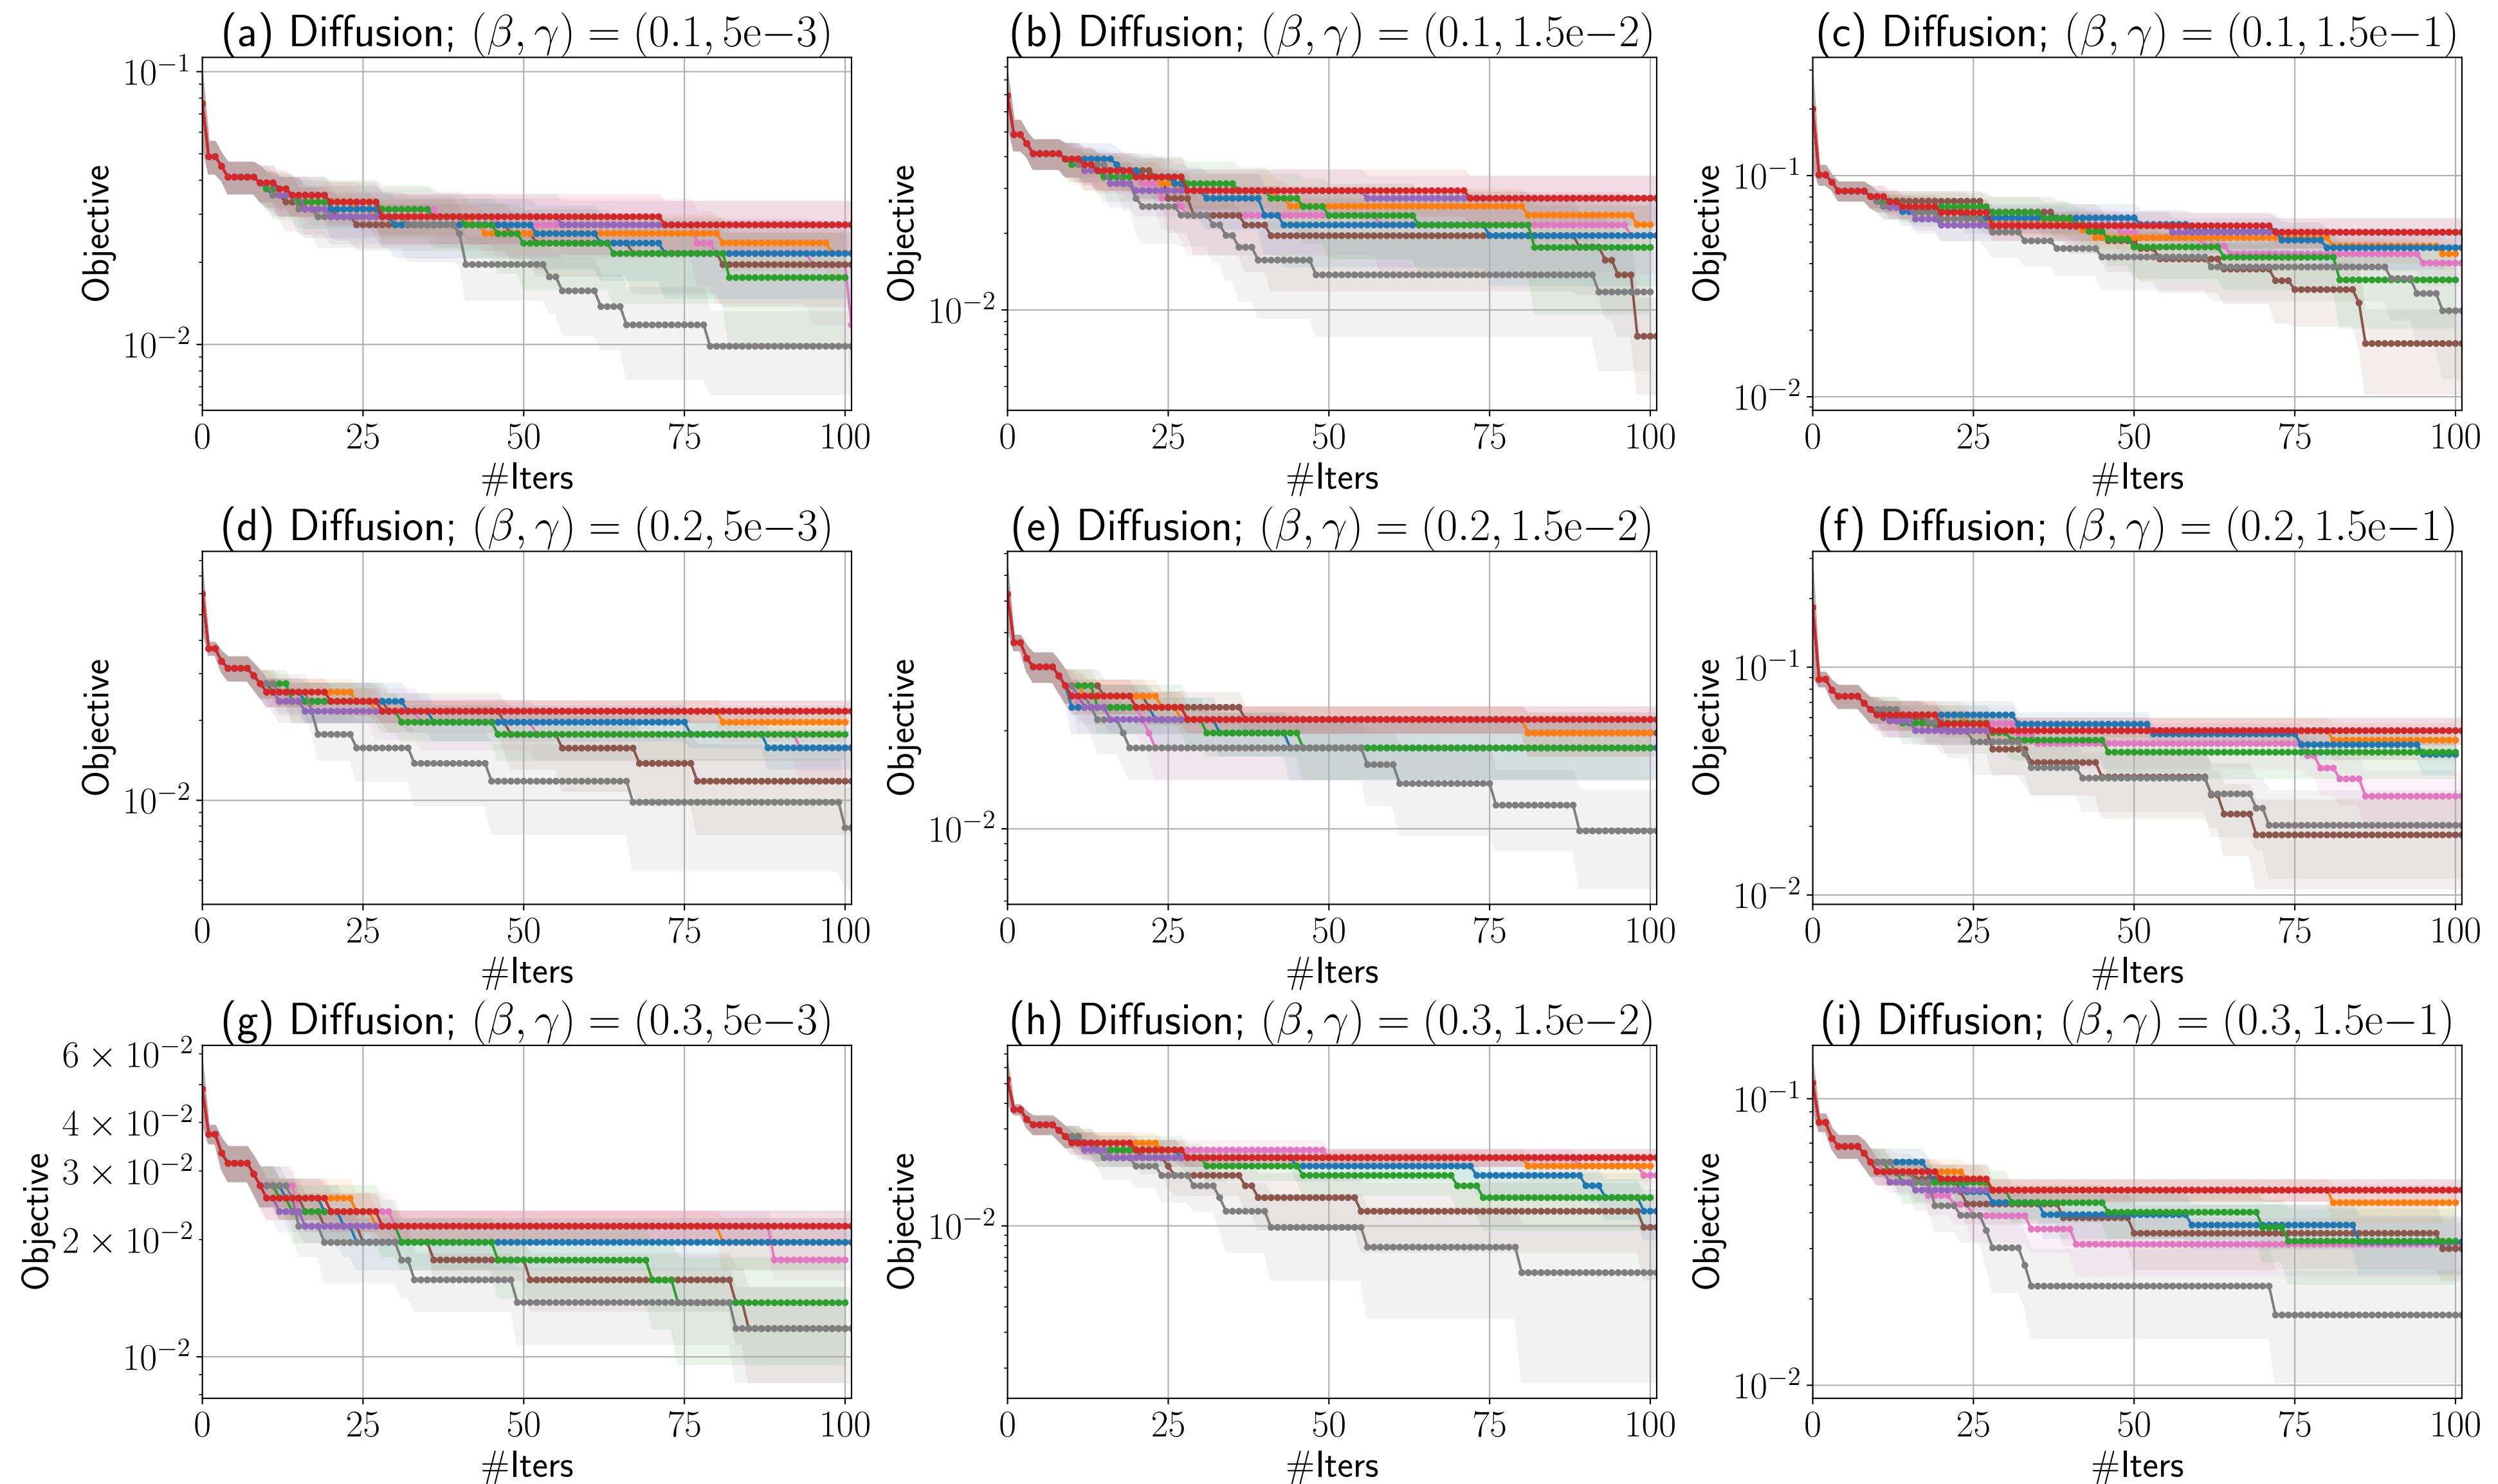 (a) Diffusion; (β, γ) = (0.1, 5e−3)
10⁻¹
10⁻²
Objective
0 25 50 75 100
#Iters
(b) Diffusion; (β, γ) = (0.1, 1.5e−2)
10⁻²
Objective
0 25 50 75 100
#Iters
(c) Diffusion; (β, γ) = (0.1, 1.5e−1)
10⁻¹
10⁻²
Objective
0 25 50 75 100
#Iters
(d) Diffusion; (β, γ) = (0.2, 5e−3)
10⁻²
Objective
0 25 50 75 100
#Iters
(e) Diffusion; (β, γ) = (0.2, 1.5e−2)
10⁻²
Objective
0 25 50 75 100
#Iters
(f) Diffusion; (β, γ) = (0.2, 1.5e−1)
10⁻¹
10⁻²
Objective
0 25 50 75 100
#Iters
(g) Diffusion; (β, γ) = (0.3, 5e−3)
6 × 10⁻²
4 × 10⁻²
3 × 10⁻²
2 × 10⁻²
10⁻²
Objective
0 25 50 75 100
#Iters
(h) Diffusion; (β, γ) = (0.3, 1.5e−2)
10⁻²
Objective
0 25 50 75 100
#Iters
(i) Diffusion; (β, γ) = (0.3, 1.5e−1)
10⁻¹
10⁻²
Objective
0 25 50 75 100
#Iters